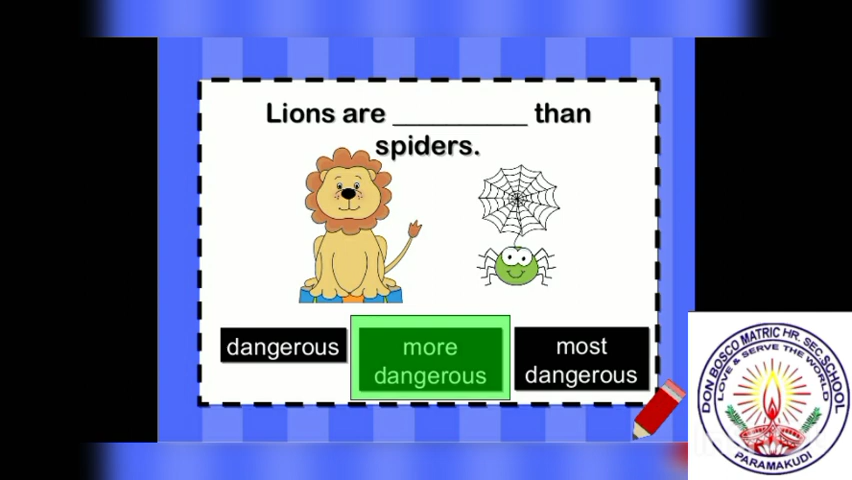 Lions are __________ than
spiders.
dangerous
more
dangerous
most
dangerous
DON BOSCO MATRIC HR. SEC. SCHOOL
LOVE & SERVE THE WORLD
PARAMAKUDI